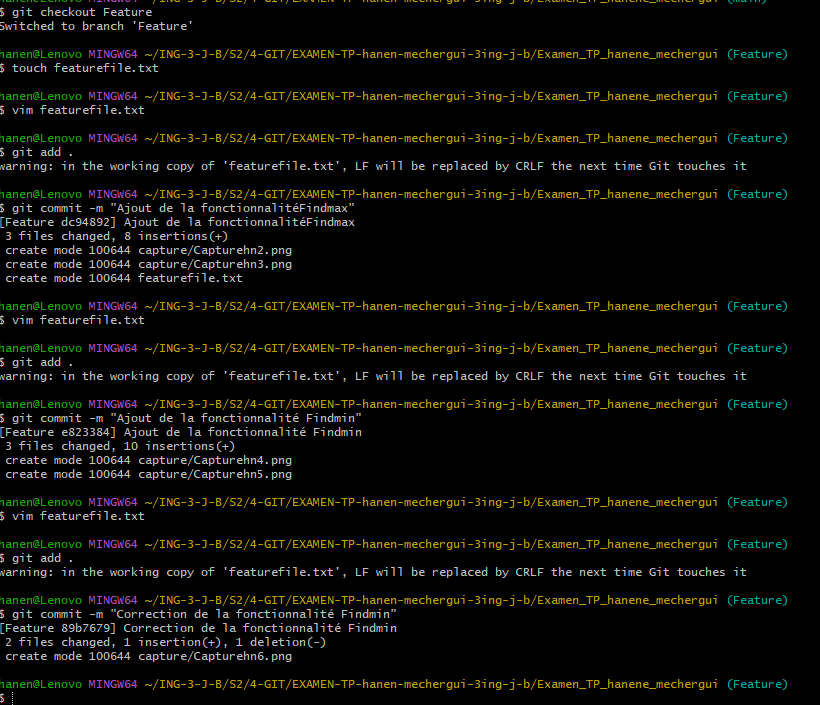 $ git checkout Feature
Switched to branch 'Feature'
hanen@Lenovo MINGW64 ~/ING-3-J-B/S2/4-GIT/EXAMEN-TP-hanen-mechergui-3ing-j-b/Examen_TP_hanene_mechergui (Feature)
$ touch featurefile.txt
hanen@Lenovo MINGW64 ~/ING-3-J-B/S2/4-GIT/EXAMEN-TP-hanen-mechergui-3ing-j-b/Examen_TP_hanene_mechergui (Feature)
$ vim featurefile.txt
hanen@Lenovo MINGW64 ~/ING-3-J-B/S2/4-GIT/EXAMEN-TP-hanen-mechergui-3ing-j-b/Examen_TP_hanene_mechergui (Feature)
$ git add .
warning: in the working copy of 'featurefile.txt', LF will be replaced by CRLF the next time Git touches it
hanen@Lenovo MINGW64 ~/ING-3-J-B/S2/4-GIT/EXAMEN-TP-hanen-mechergui-3ing-j-b/Examen_TP_hanene_mechergui (Feature)
$ git commit -m "Ajout de la fonctionnalitéFindmax"
[Feature dc94892] Ajout de la fonctionnalitéFindmax
3 files changed, 8 insertions(+)
create mode 100644 capture/Capturehn2.png
create mode 100644 capture/Capturehn3.png
create mode 100644 featurefile.txt
hanen@Lenovo MINGW64 ~/ING-3-J-B/S2/4-GIT/EXAMEN-TP-hanen-mechergui-3ing-j-b/Examen_TP_hanene_mechergui (Feature)
$ vim featurefile.txt
hanen@Lenovo MINGW64 ~/ING-3-J-B/S2/4-GIT/EXAMEN-TP-hanen-mechergui-3ing-j-b/Examen_TP_hanene_mechergui (Feature)
$ git add .
warning: in the working copy of 'featurefile.txt', LF will be replaced by CRLF the next time Git touches it
hanen@Lenovo MINGW64 ~/ING-3-J-B/S2/4-GIT/EXAMEN-TP-hanen-mechergui-3ing-j-b/Examen_TP_hanene_mechergui (Feature)
$ git commit -m "Ajout de la fonctionnalité Findmin"
[Feature e823384] Ajout de la fonctionnalité Findmin
3 files changed, 10 insertions(+)
create mode 100644 capture/Capturehn4.png
create mode 100644 capture/Capturehn5.png
hanen@Lenovo MINGW64 ~/ING-3-J-B/S2/4-GIT/EXAMEN-TP-hanen-mechergui-3ing-j-b/Examen_TP_hanene_mechergui (Feature)
$ vim featurefile.txt
hanen@Lenovo MINGW64 ~/ING-3-J-B/S2/4-GIT/EXAMEN-TP-hanen-mechergui-3ing-j-b/Examen_TP_hanene_mechergui (Feature)
$ git add .
warning: in the working copy of 'featurefile.txt', LF will be replaced by CRLF the next time Git touches it
hanen@Lenovo MINGW64 ~/ING-3-J-B/S2/4-GIT/EXAMEN-TP-hanen-mechergui-3ing-j-b/Examen_TP_hanene_mechergui (Feature)
$ git commit -m "Correction de la fonctionnalité Findmin"
[Feature 89b7679] Correction de la fonctionnalité Findmin
2 files changed, 1 insertion(+), 1 deletion(-)
create mode 100644 capture/Capturehn6.png
hanen@Lenovo MINGW64 ~/ING-3-J-B/S2/4-GIT/EXAMEN-TP-hanen-mechergui-3ing-j-b/Examen_TP_hanene_mechergui (Feature)
$